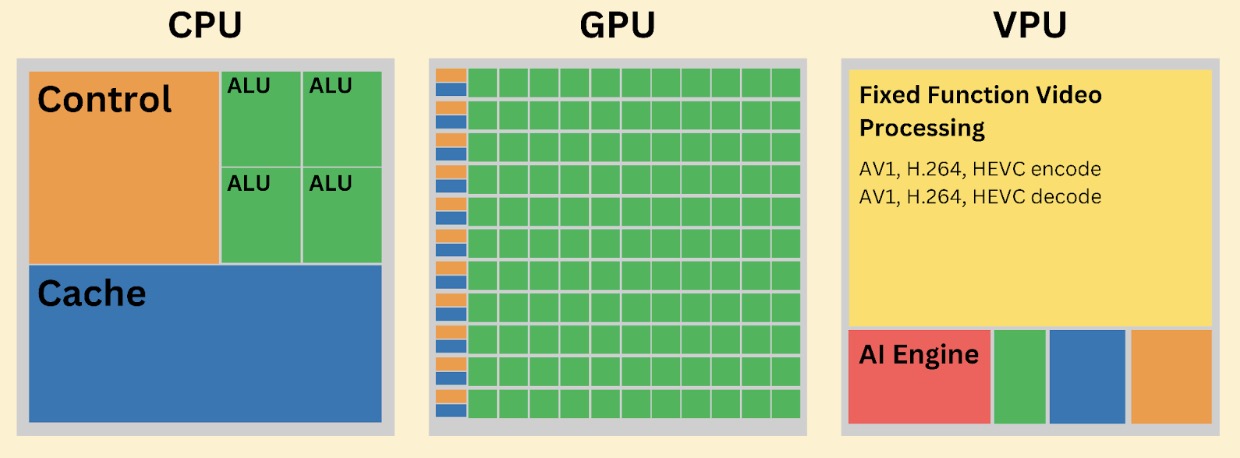 CPU
GPU
VPU
Control
ALU
ALU
ALU
ALU
Cache
Fixed Function Video
Processing
AV1, H.264, HEVC encode
AV1, H.264, HEVC decode
AI Engine